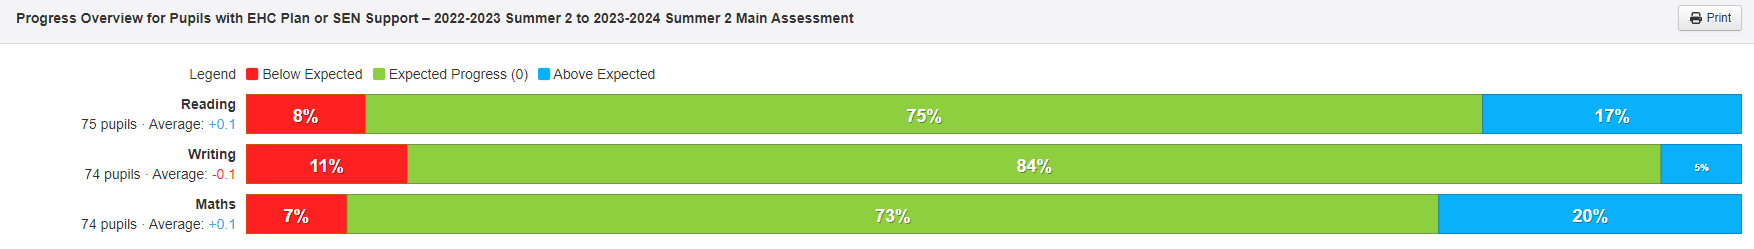 Progress Overview for Pupils with EHC Plan or SEN Support – 2022-2023 Summer 2 to 2023-2024 Summer 2 Main Assessment
Print
Legend Below Expected Expected Progress (0) Above Expected
Reading
75 pupils · Average: +0.1
8% 75% 17%
Writing
74 pupils · Average: -0.1
11% 84% 5%
Maths
74 pupils · Average: +0.1
7% 73% 20%